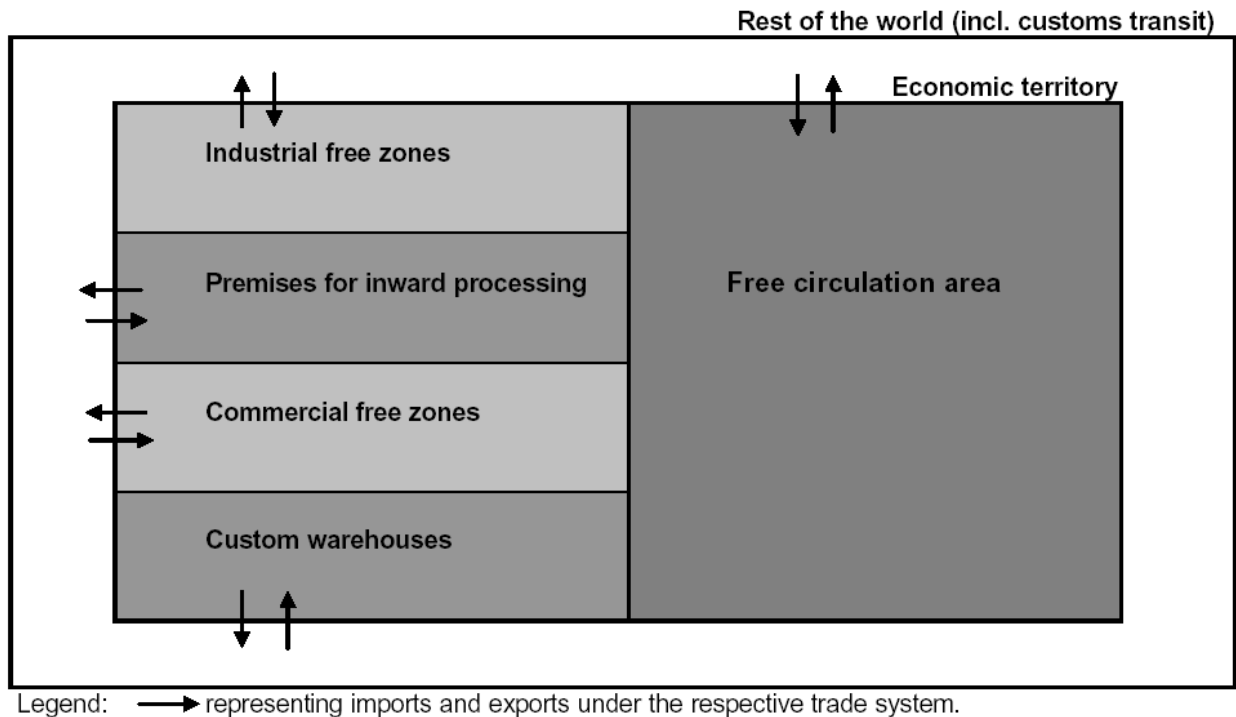 Rest of the world (incl. customs transit)
Economic territory
Industrial free zones
Premises for inward processing
Free circulation area
Commercial free zones
Custom warehouses
Legend: representing imports and exports under the respective trade system.